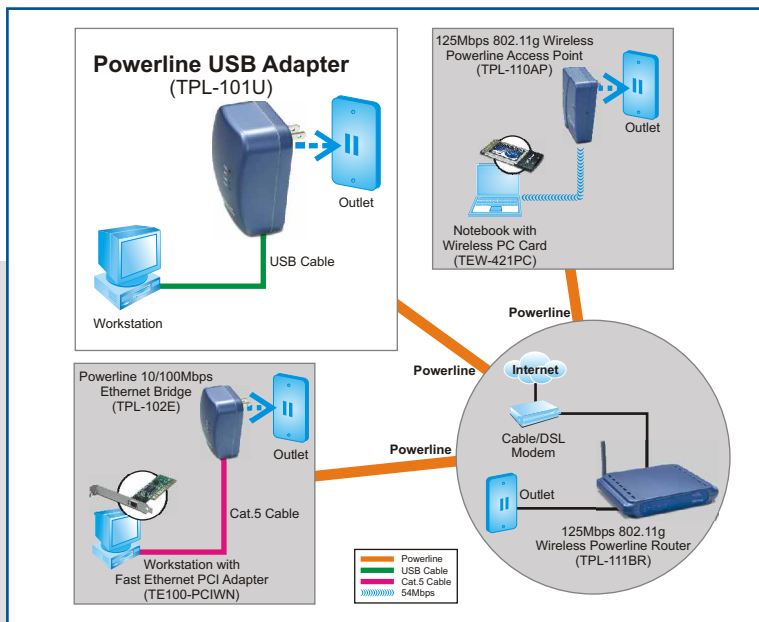 Powerline USB Adapter
(TPL-101U)
Outlet
USB Cable
Workstation
125Mbps 802.11g Wireless
Powerline Access Point
(TPL-110AP)
Outlet
Notebook with
Wireless PC Card
(TEW-421PC)
Powerline
Powerline
Powerline
Powerline 10/100Mbps
Ethernet Bridge
(TPL-102E)
Outlet
Cat.5 Cable
Workstation with
Fast Ethernet PCI Adapter
(TE100-PCIWN)
Internet
Cable/DSL
Modem
Outlet
125Mbps 802.11g
Wireless Powerline Router
(TPL-111BR)
Powerline
USB Cable
Cat.5 Cable
54Mbps